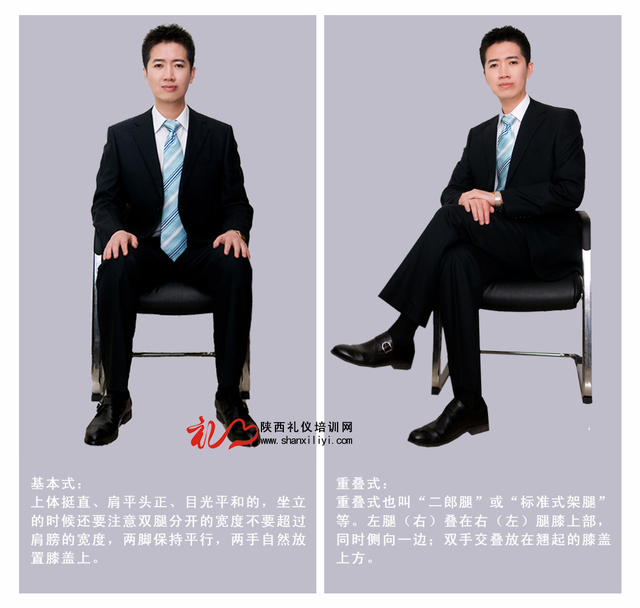 礼
陕西礼仪培训网
www.shanxiliyi.com
基本式：
上体挺直、肩平头正、目光平和的，坐立
的时候还要注意双腿分开的宽度不要超过
肩膀的宽度，两脚保持平行，两手自然放
置膝盖上。
重叠式：
重叠式也叫“二郎腿”或“标准式架腿”
等。左腿（右）叠在右（左）腿膝上部，
同时侧向一边；双手交叠放在翘起的膝盖
上方。